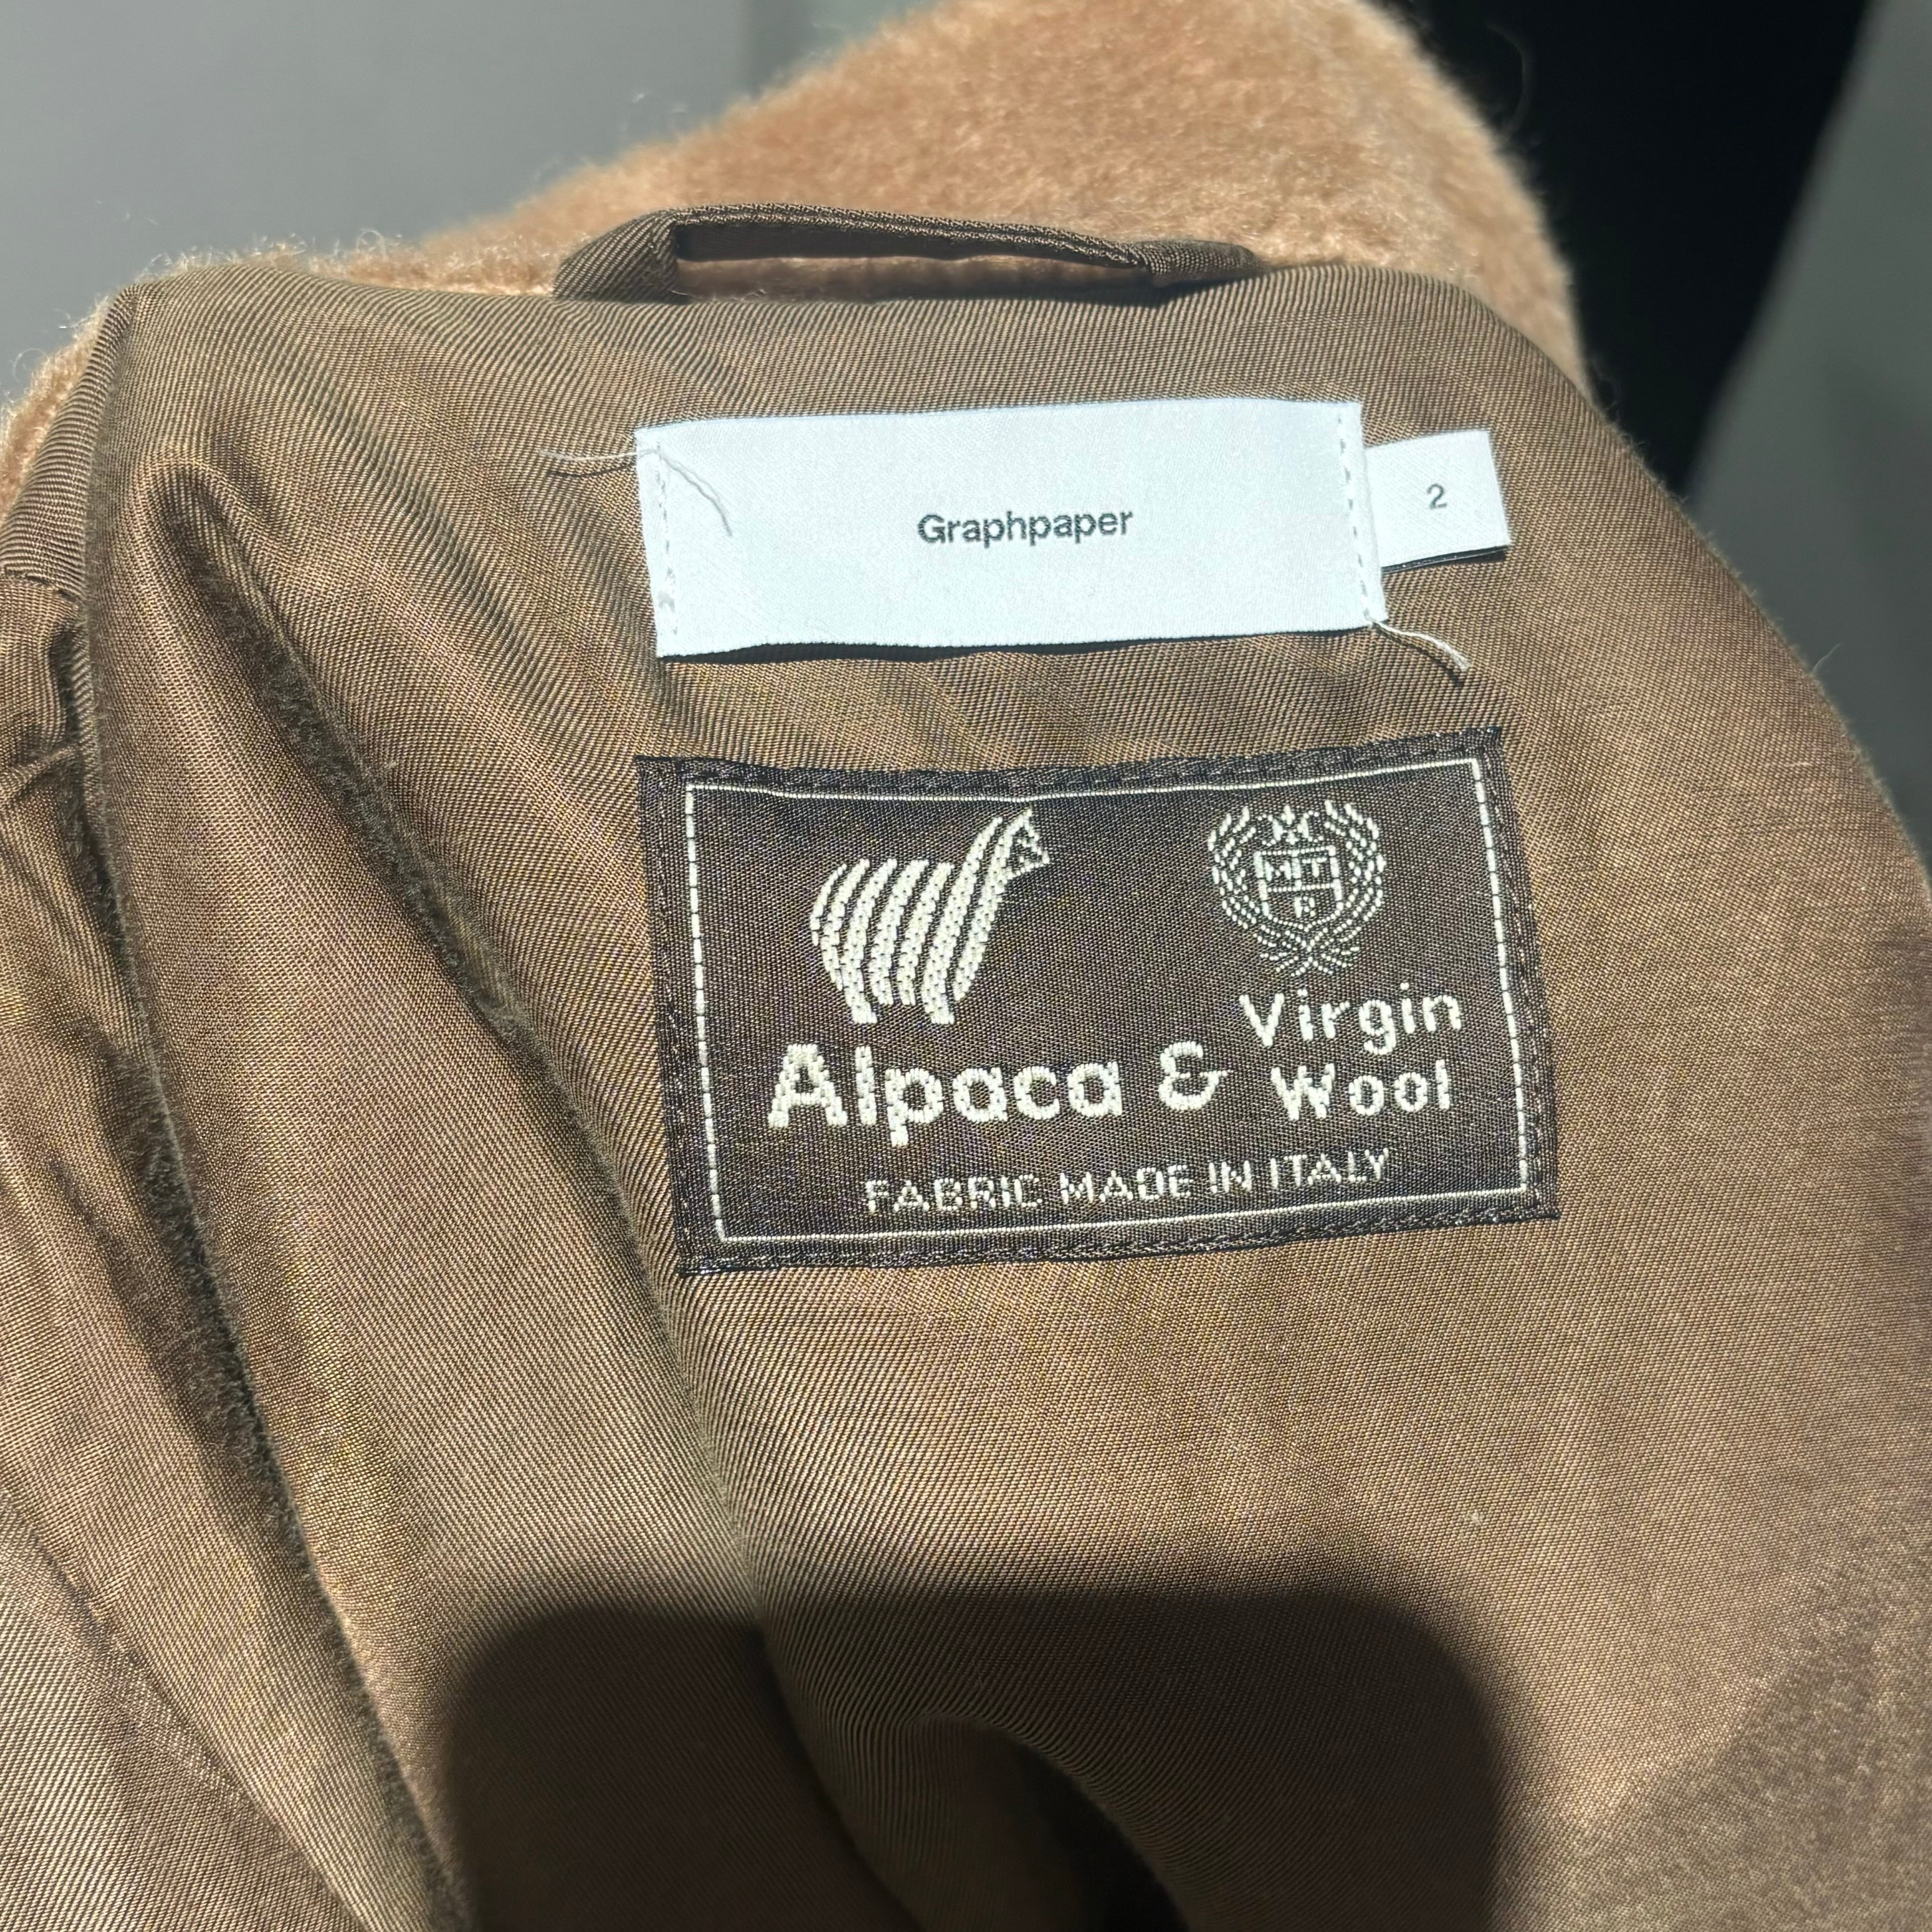 Graphpaper
2
Alpaca & Virgin Wool
FABRIC MADE IN ITALY